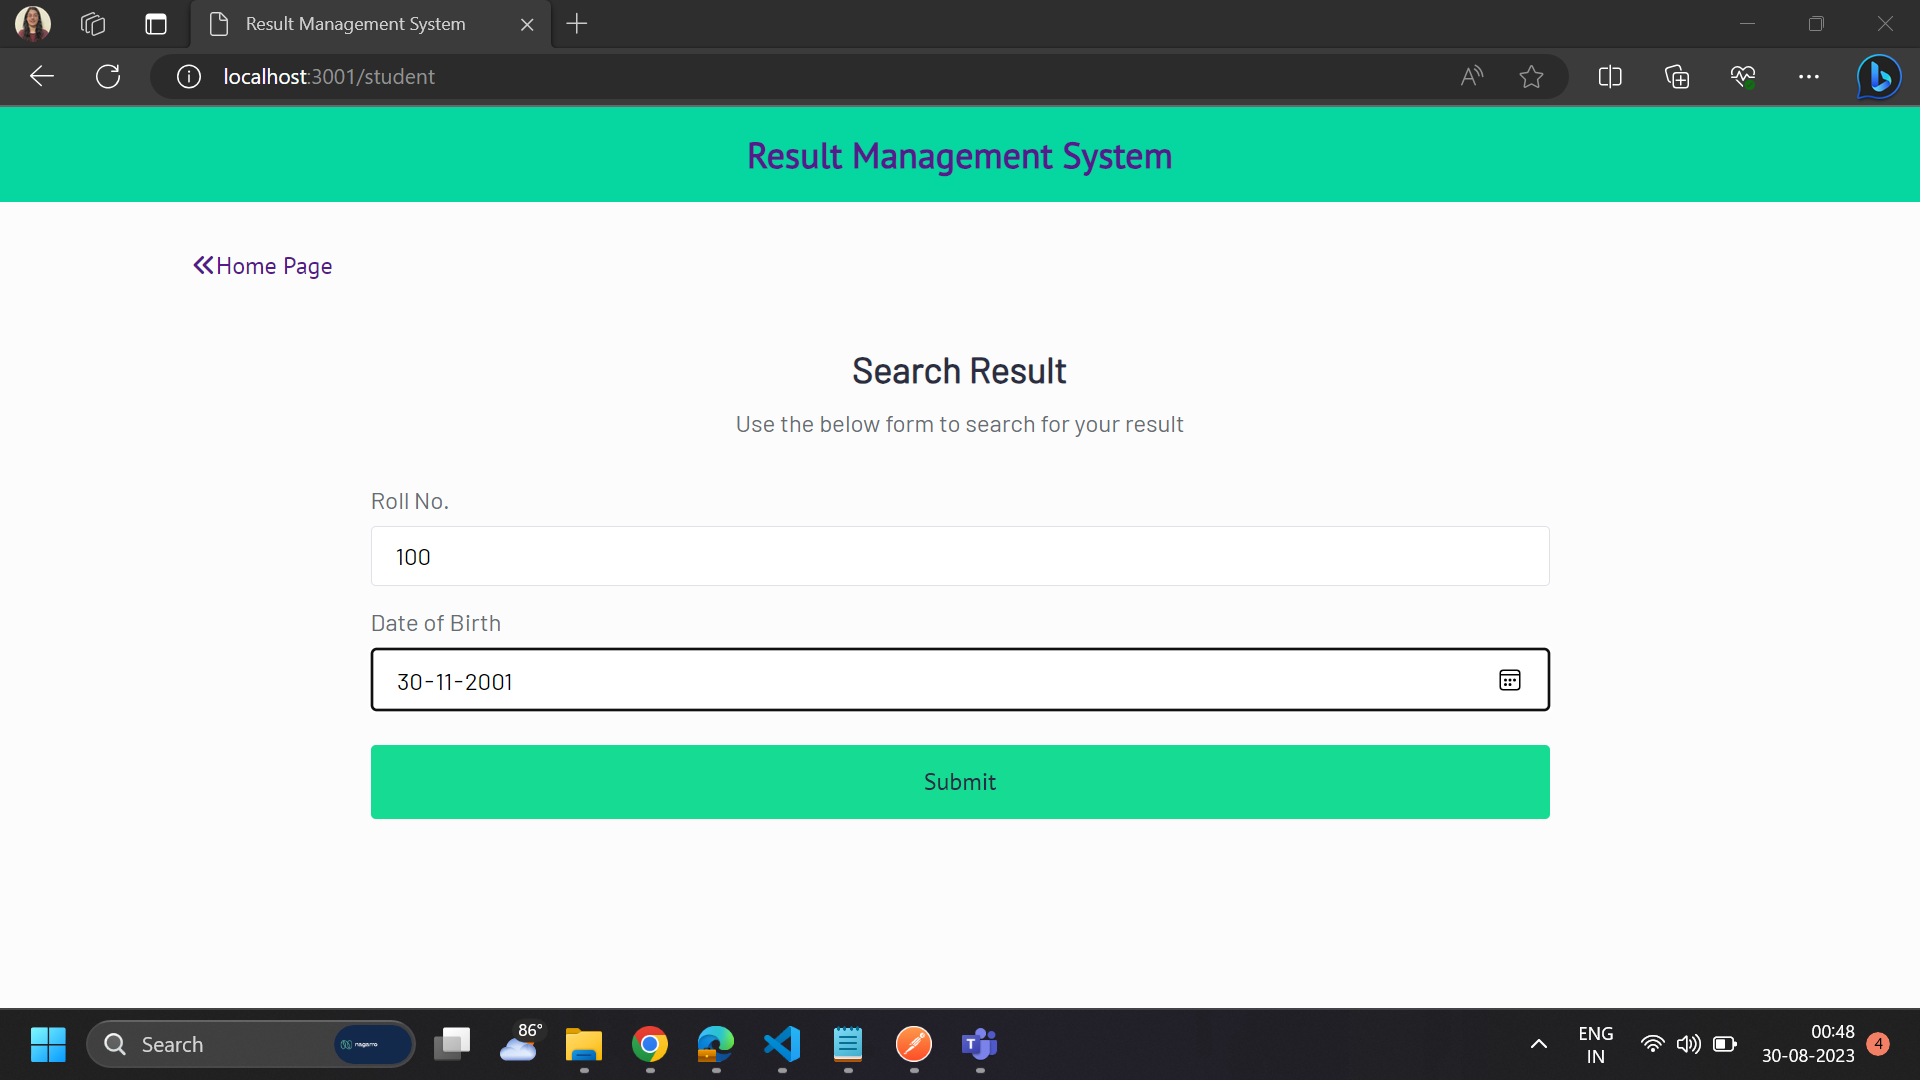 Result Management System
localhost:3001/student
Result Management System
Home Page
Search Result
Use the below form to search for your result
Roll No.
100
Date of Birth
30-11-2001
Submit
Search
nagarro
86°
ENG
IN
00:48
30-08-2023
4